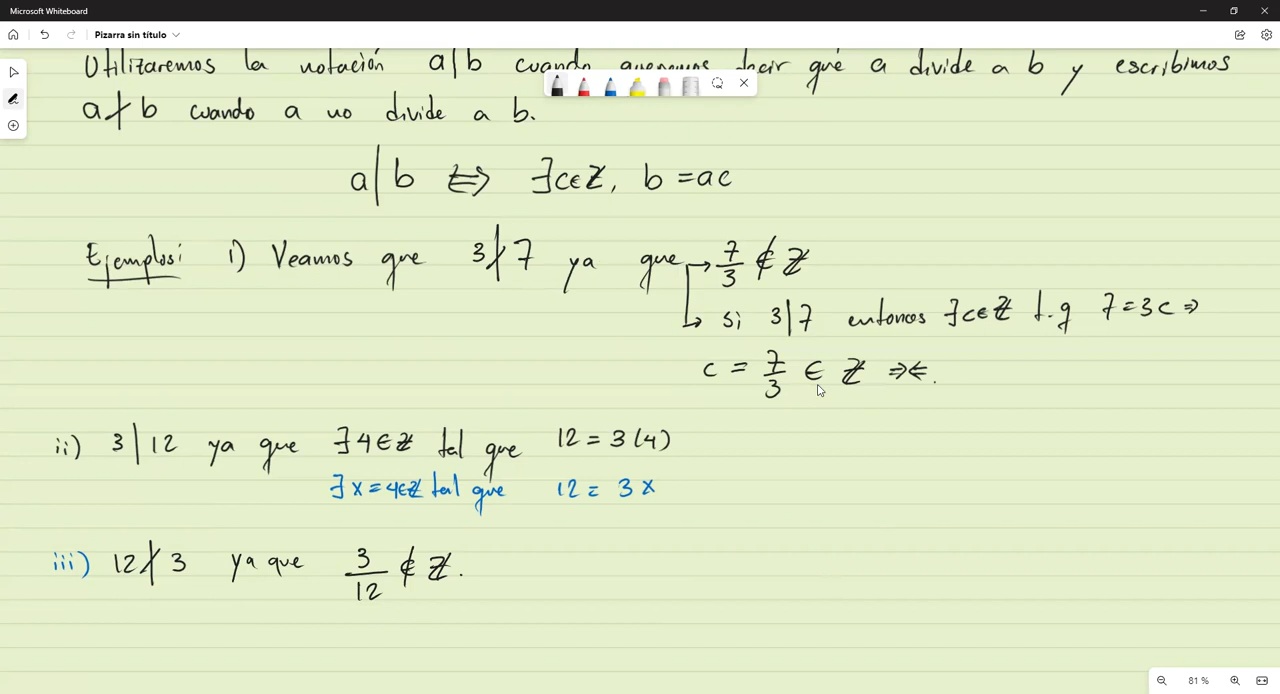 Microsoft Whiteboard
Pizarra sin título
Utilizaremos la notación a|b cuando queremos decir que a divide a b y escribimos
a∤b cuando a no divide a b.
a|b ⟺ ∃c∈ℤ, b = ac
Ejemplos: i) Veamos que 3∤7 ya que → 7/3 ∉ ℤ
↳ si 3|7 entonces ∃c∈ℤ t.q 7=3c ⇒
c = 7/3 ∈ ℤ ⇒⇐.
ii) 3|12 ya que ∃4∈ℤ tal que 12 = 3(4)
∃x=4∈ℤ tal que 12 = 3x
iii) 12∤3 ya que 3/12 ∉ ℤ.
81 %